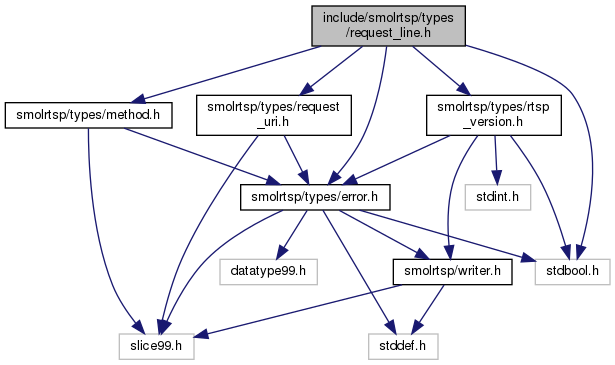 include/smolrtsp/types
/request_line.h
smolrtsp/types/method.h
smolrtsp/types/request
_uri.h
smolrtsp/types/rtsp
_version.h
smolrtsp/types/error.h
stdint.h
datatype99.h
smolrtsp/writer.h
stdbool.h
slice99.h
stddef.h